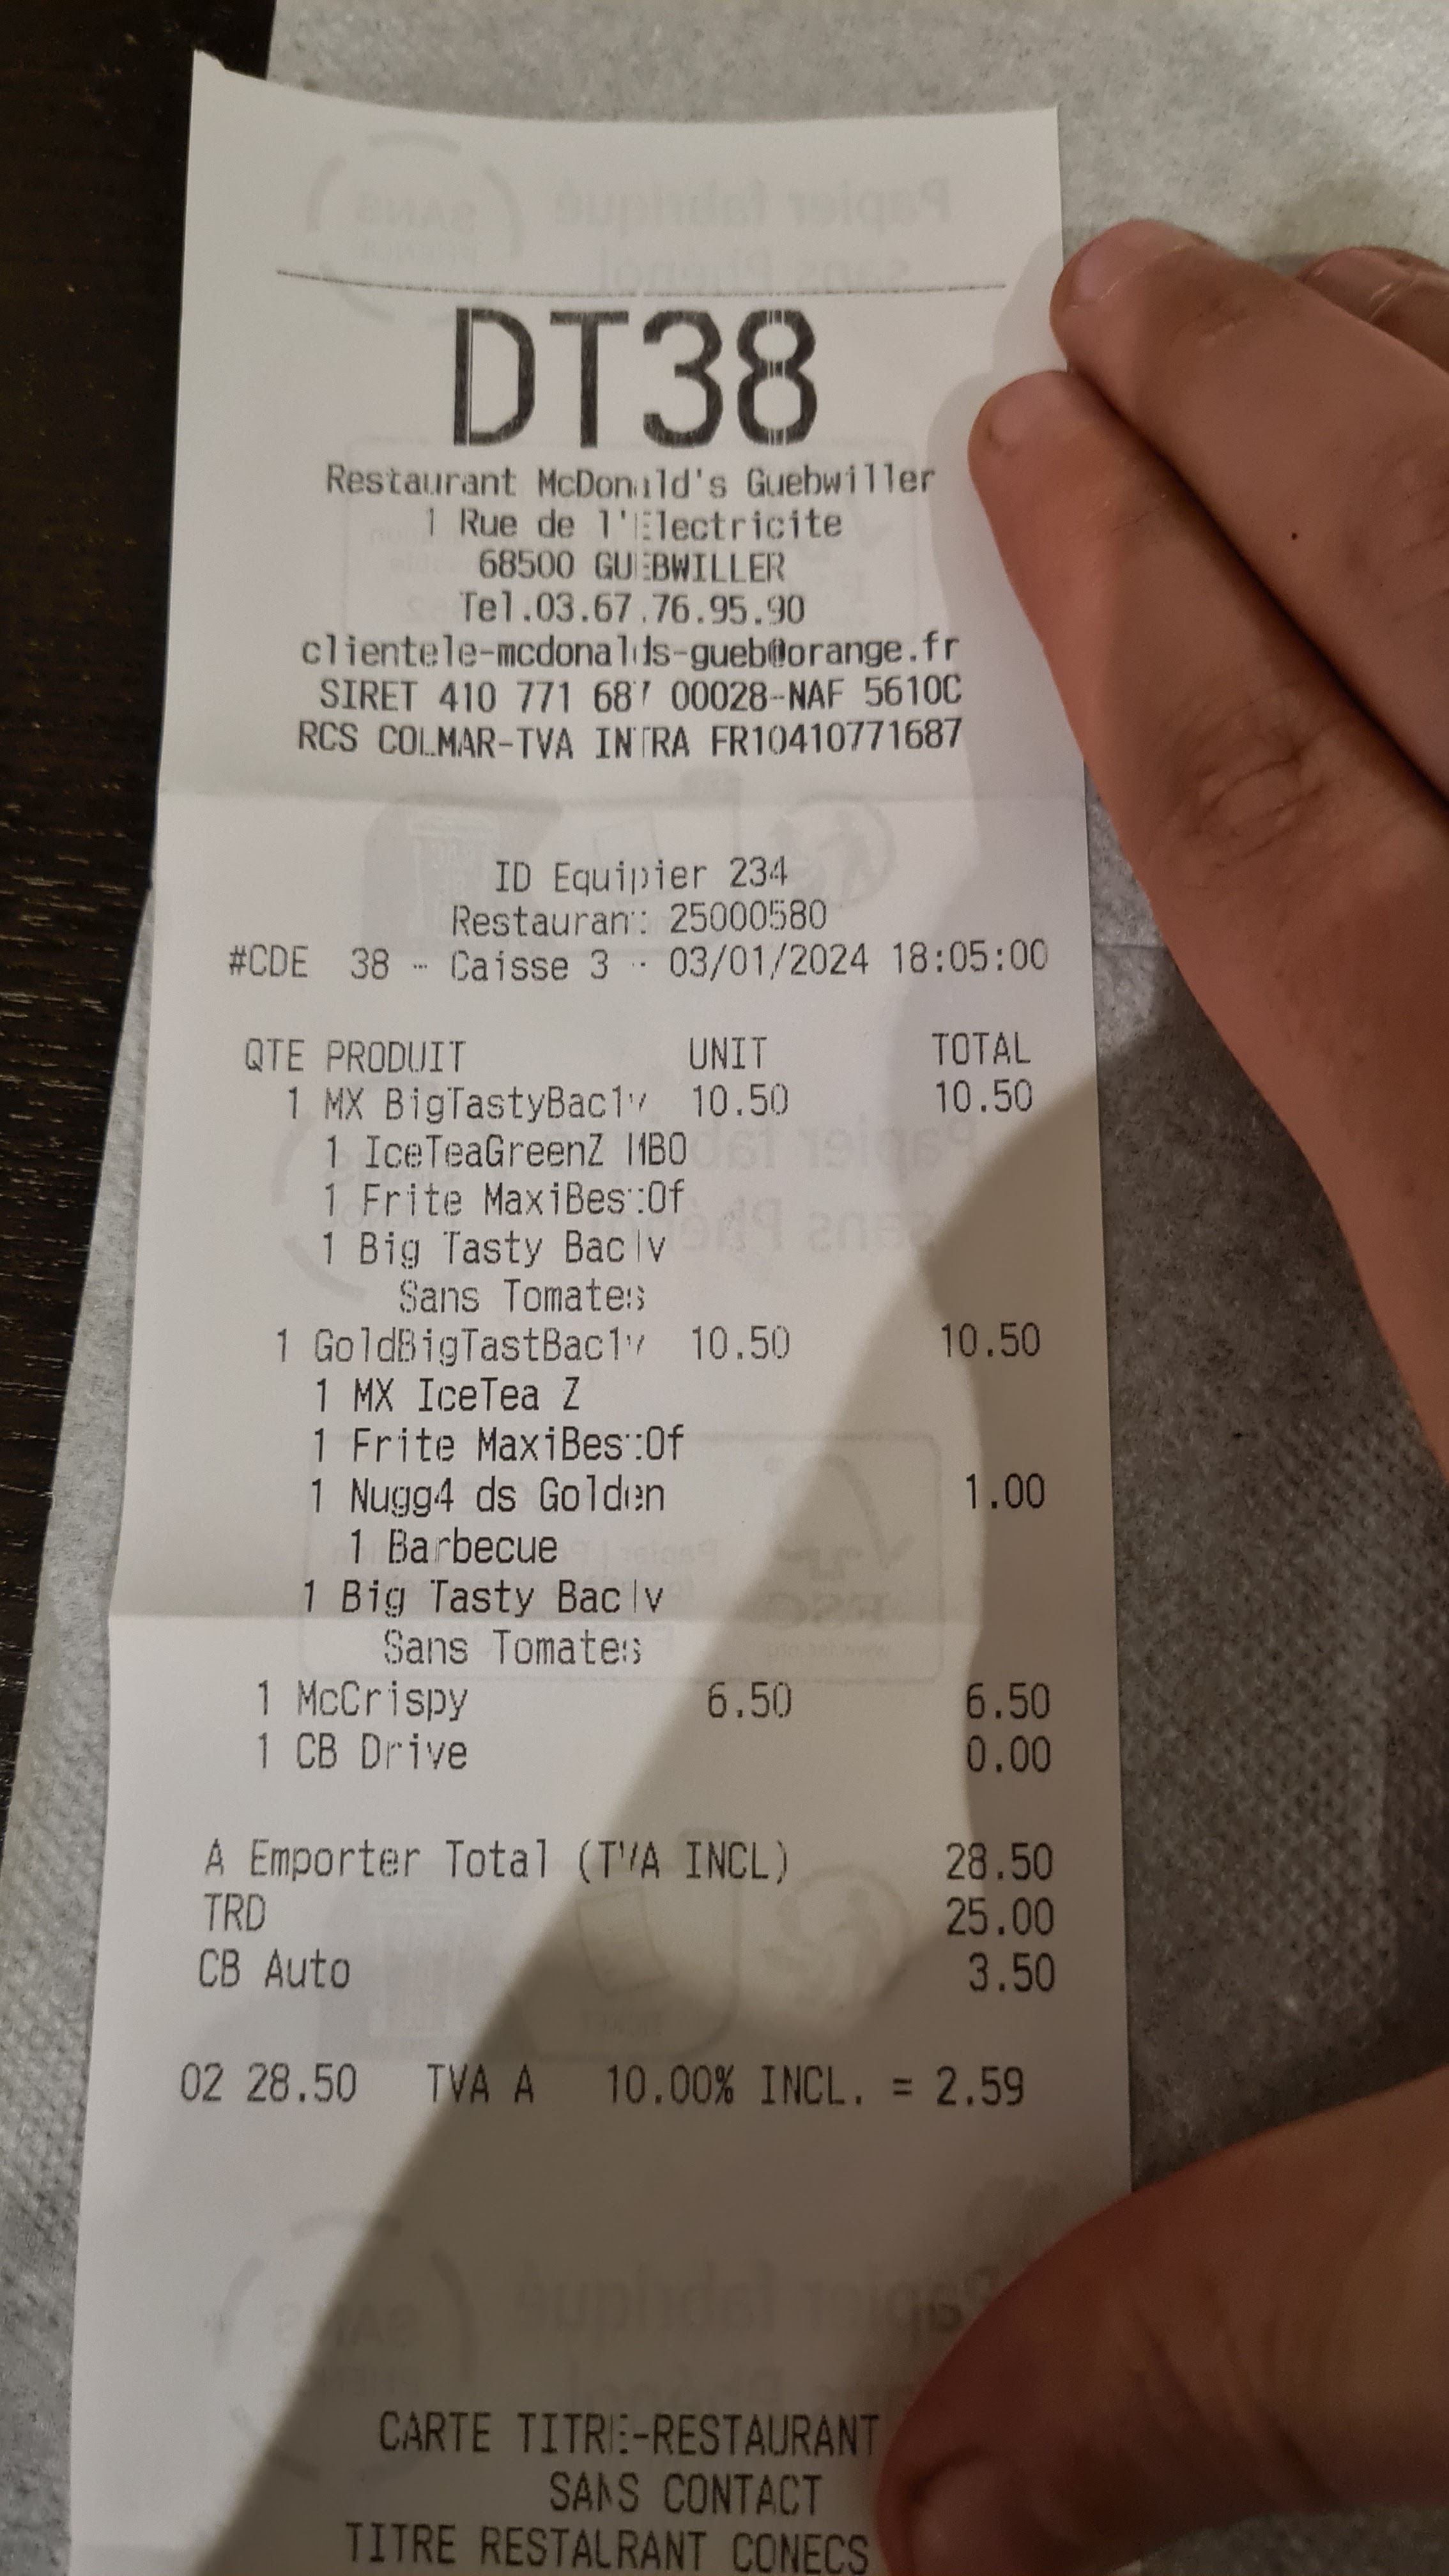 DT38
Restaurant McDonald's Guebwiller
1 Rue de l'Electricite
68500 GUEBWILLER
Tel.03.67.76.95.90
clientele-mcdonalds-gueb@orange.fr
SIRET 410 771 687 00028-NAF 5610C
RCS COLMAR-TVA INTRA FR10410771687
ID Equipier 234
Restaurant 25000580
#CDE 38 - Caisse 3 - 03/01/2024 18:05:00
QTE PRODUIT UNIT TOTAL
1 MX BigTastyBac1v 10.50 10.50
1 IceTeaGreenZ MBO
1 Frite MaxiBestOf
1 Big Tasty Bac1v
Sans Tomates
1 GoldBigTastBac1v 10.50 10.50
1 MX IceTea Z
1 Frite MaxiBestOf
1 Nugg4 ds Golden 1.00
1 Barbecue
1 Big Tasty Bac1v
Sans Tomates
1 McCrispy 6.50 6.50
1 CB Drive 0.00
A Emporter Total (TVA INCL) 28.50
TRD 25.00
CB Auto 3.50
02 28.50 TVA A 10.00% INCL. = 2.59
CARTE TITRE-RESTAURANT
SANS CONTACT
TITRE RESTAURANT CONECS